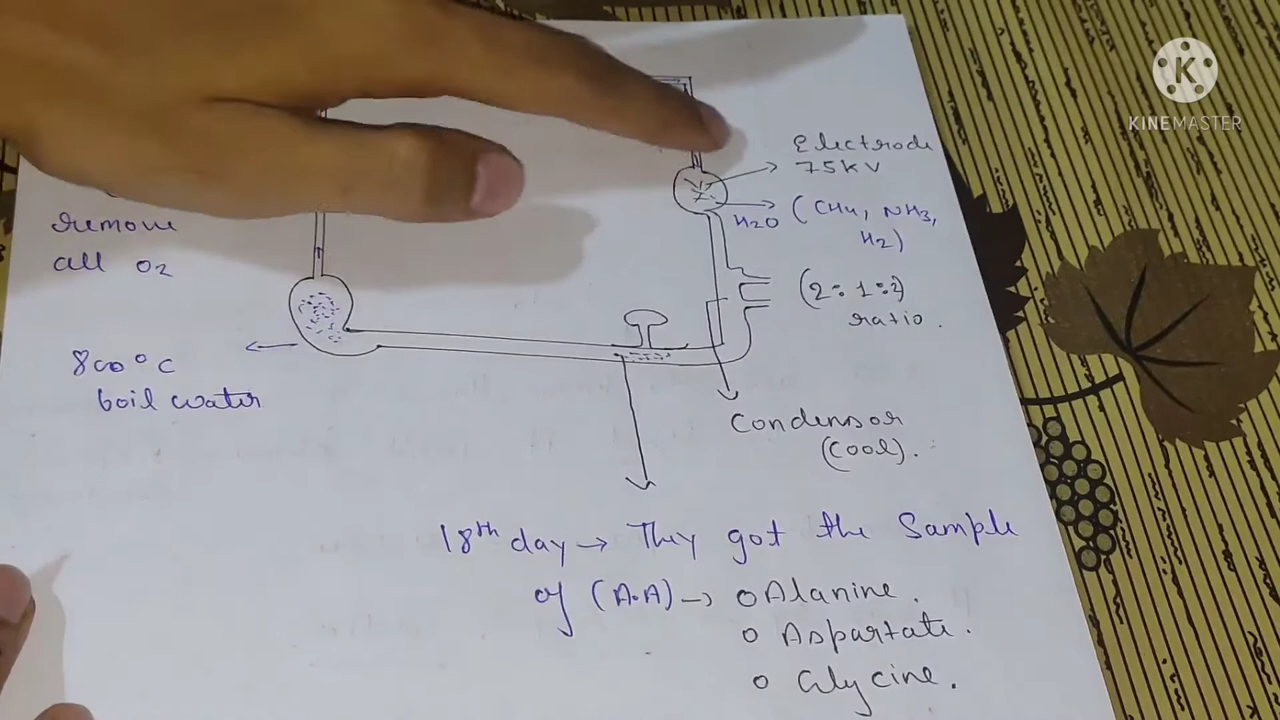 KINEMASTER
Electrode
75KV
H2O (CH4, NH3,
H2)
(2:1:2)
ratio.
remove
all O2
800°C
boil water
Condensor
(cool).
18th day → They got the Sample
of (A.A) → o Alanine.
o Aspartate.
o Glycine.